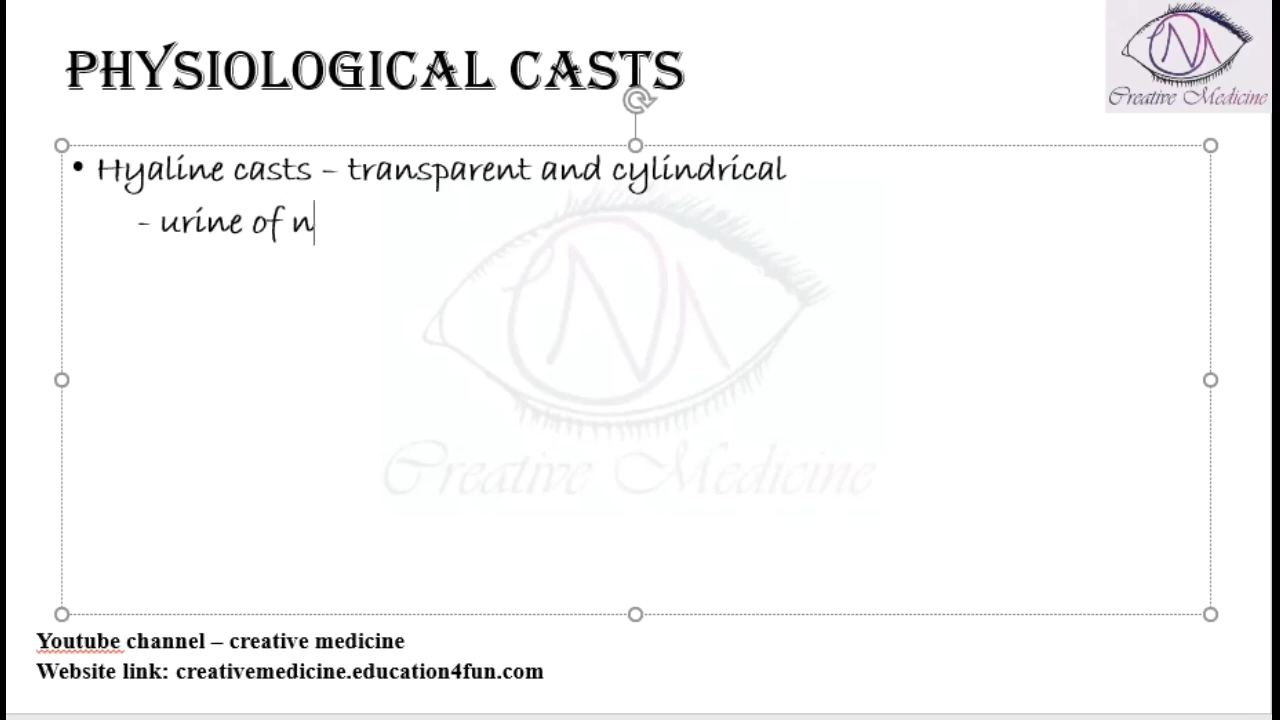 PHYSIOLOGICAL CASTS
Creative Medicine
• Hyaline casts – transparent and cylindrical
- urine of n
Creative Medicine
Youtube channel – creative medicine
Website link: creativemedicine.education4fun.com